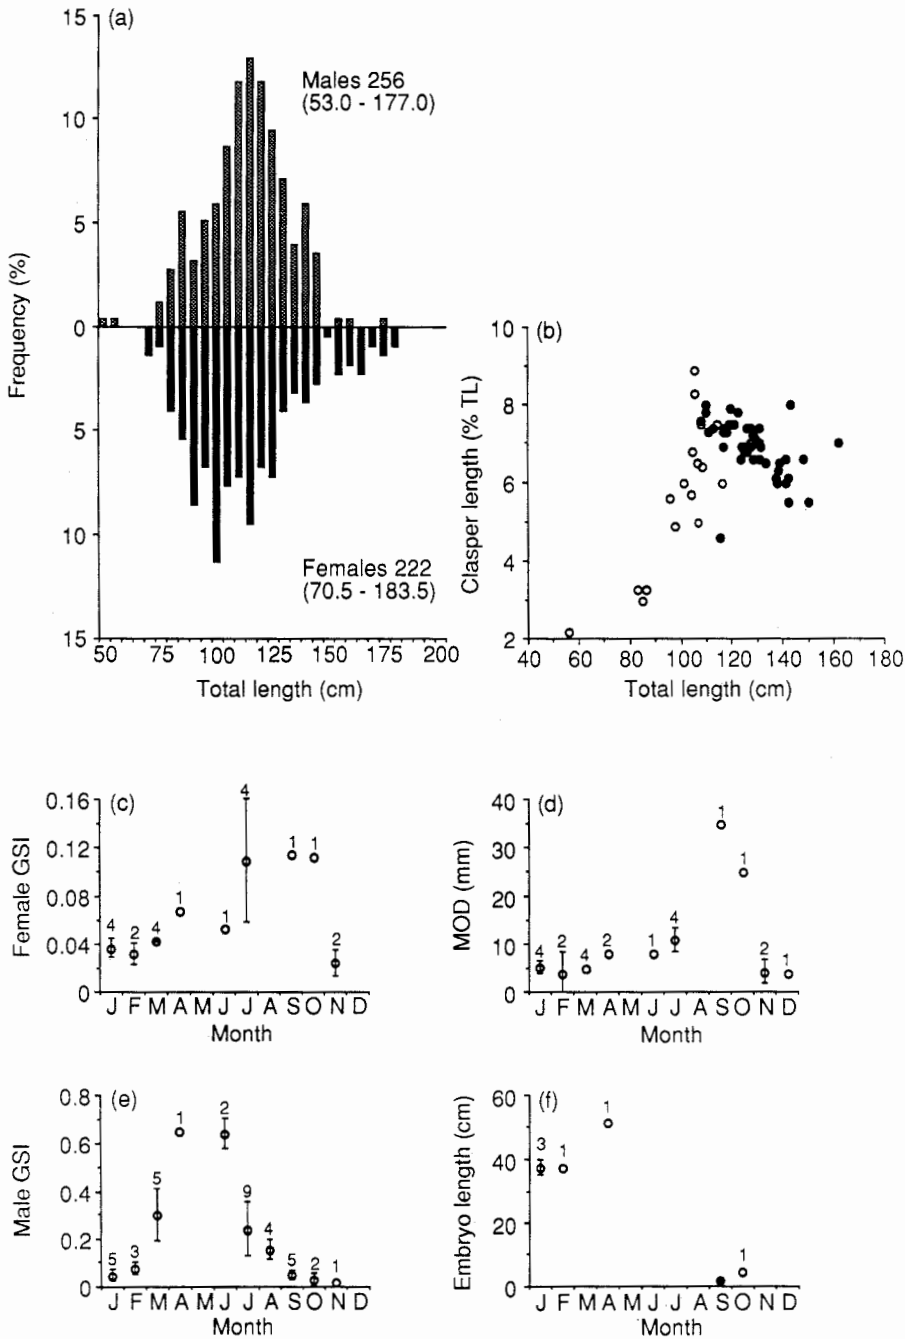 (a)
15
10
5
0
5
10
15
Frequency (%)
Males 256
(53.0 - 177.0)
Females 222
(70.5 - 183.5)
50 75 100 125 150 175 200
Total length (cm)
(b)
10
8
6
4
2
Clasper length (% TL)
40 60 80 100 120 140 160 180
Total length (cm)
(c)
0.16
0.12
0.08
0.04
0
Female GSI
4 2 4 1 1 4 1 1 2
J F M A M J J A S O N D
Month
(d)
40
30
20
10
0
MOD (mm)
4 2 4 2 1 4 1 1 2 1
J F M A M J J A S O N D
Month
(e)
0.8
0.6
0.4
0.2
0
Male GSI
5 3 5 1 2 9 4 5 2 1
J F M A M J J A S O N D
Month
(f)
60
40
20
0
Embryo length (cm)
3 1 1 1
J F M A M J J A S O N D
Month